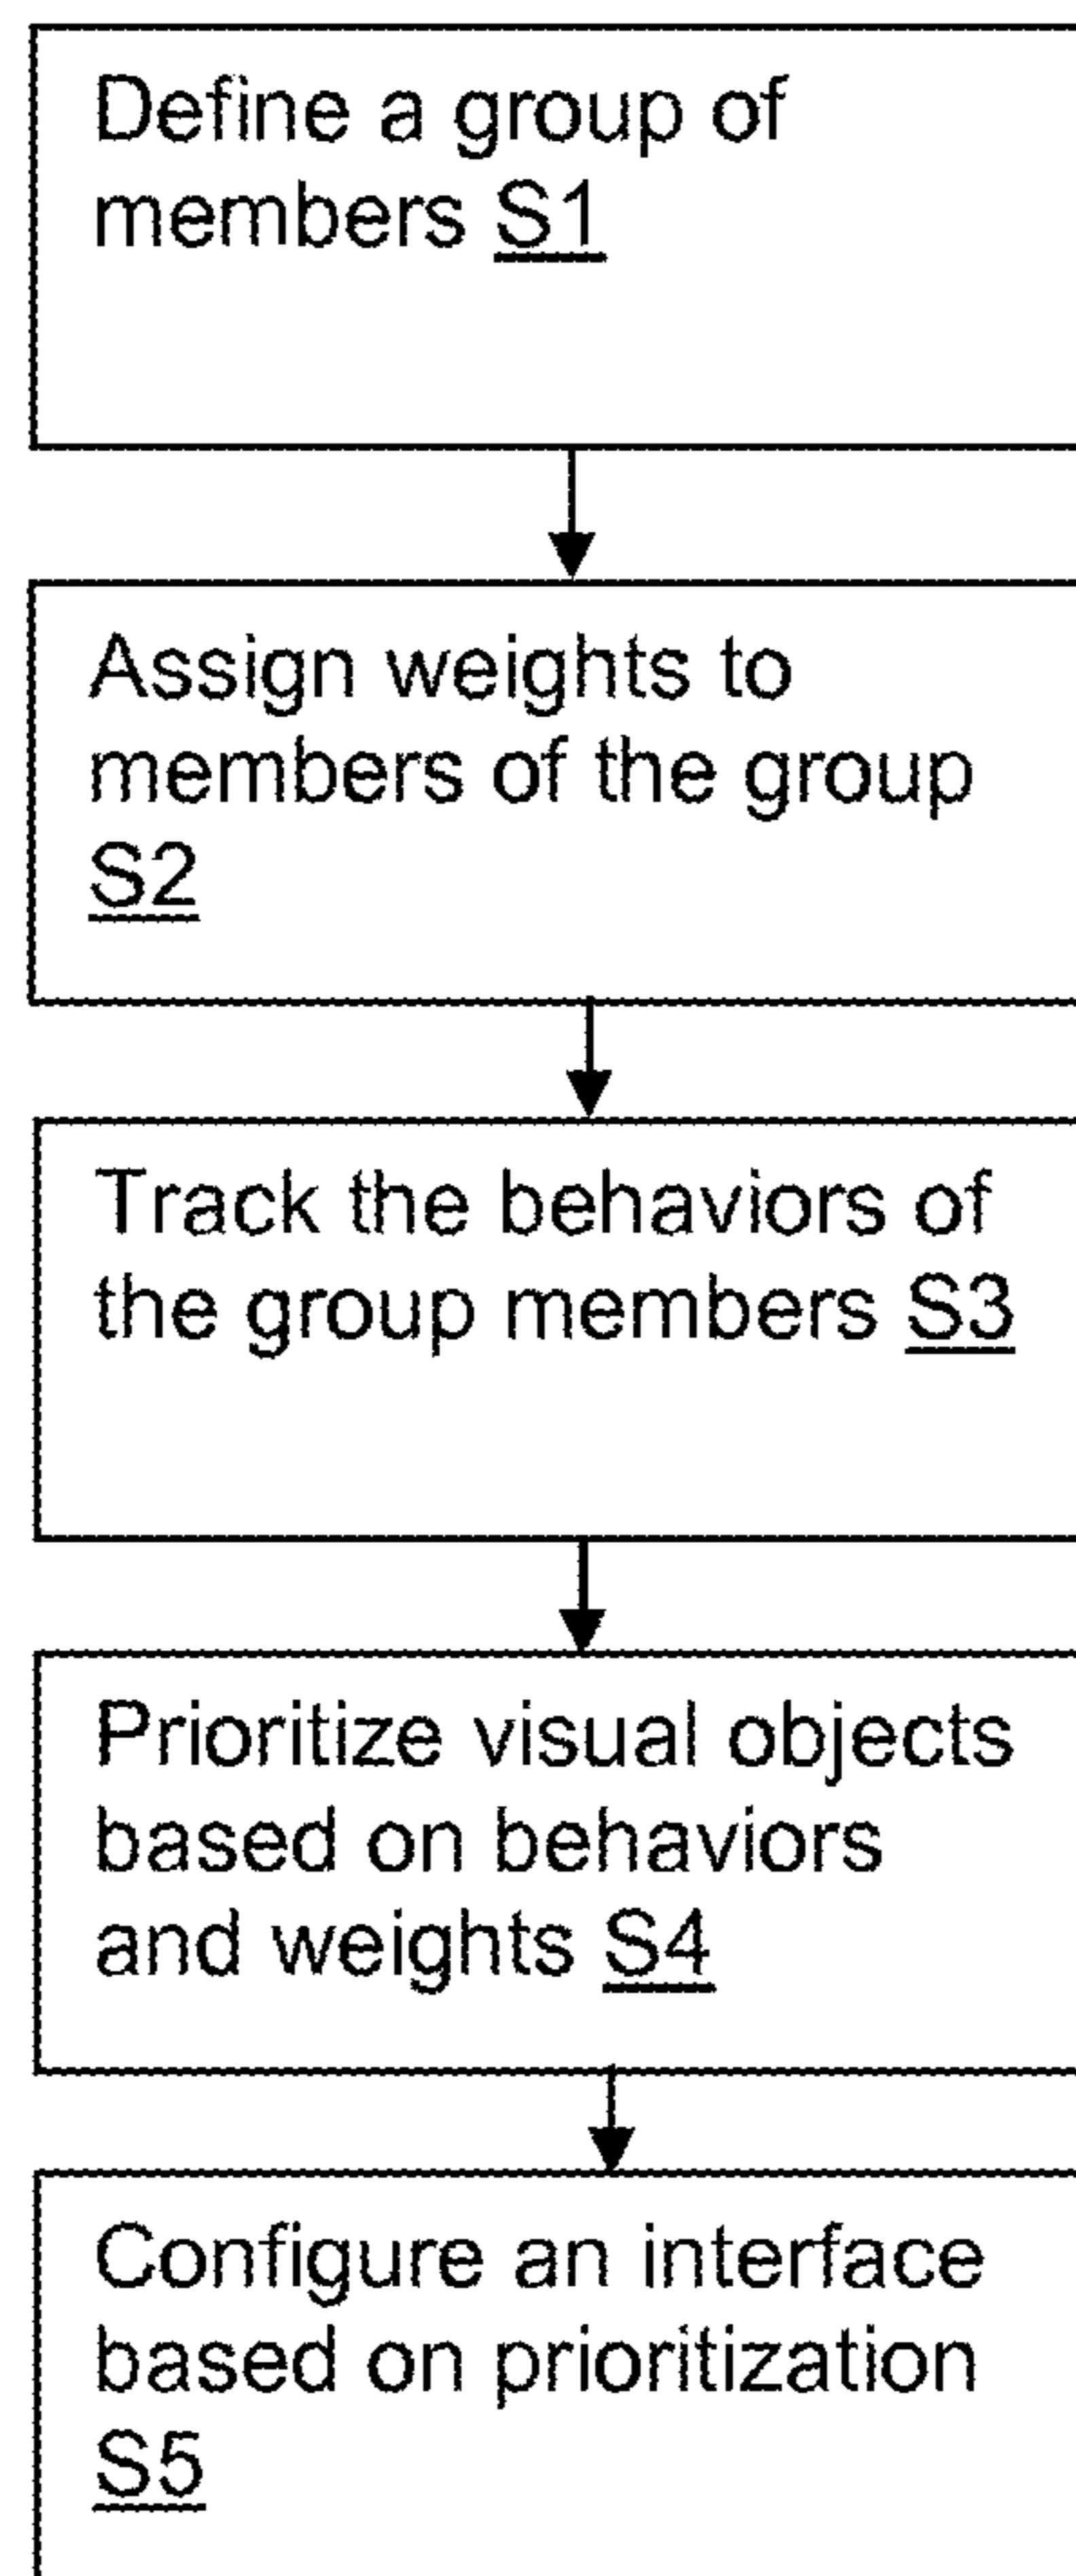 Define a group of
members S1
Assign weights to
members of the group
S2
Track the behaviors of
the group members S3
Prioritize visual objects
based on behaviors
and weights S4
Configure an interface
based on prioritization
S5